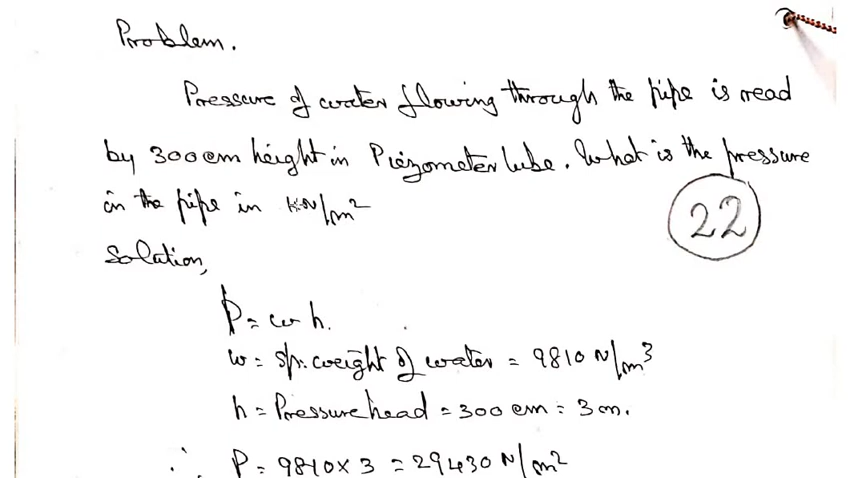 Problem.
Pressure of water flowing through the pipe is read
by 300 cm height in Piezometer tube. What is the pressure
in the pipe in KN/m²
22
Solution,
P = w h.
w = Sp. weight of water = 9810 N/m³
h = Pressure head = 300 cm = 3 m.
∴ P = 9810 × 3 = 29430 N/m²